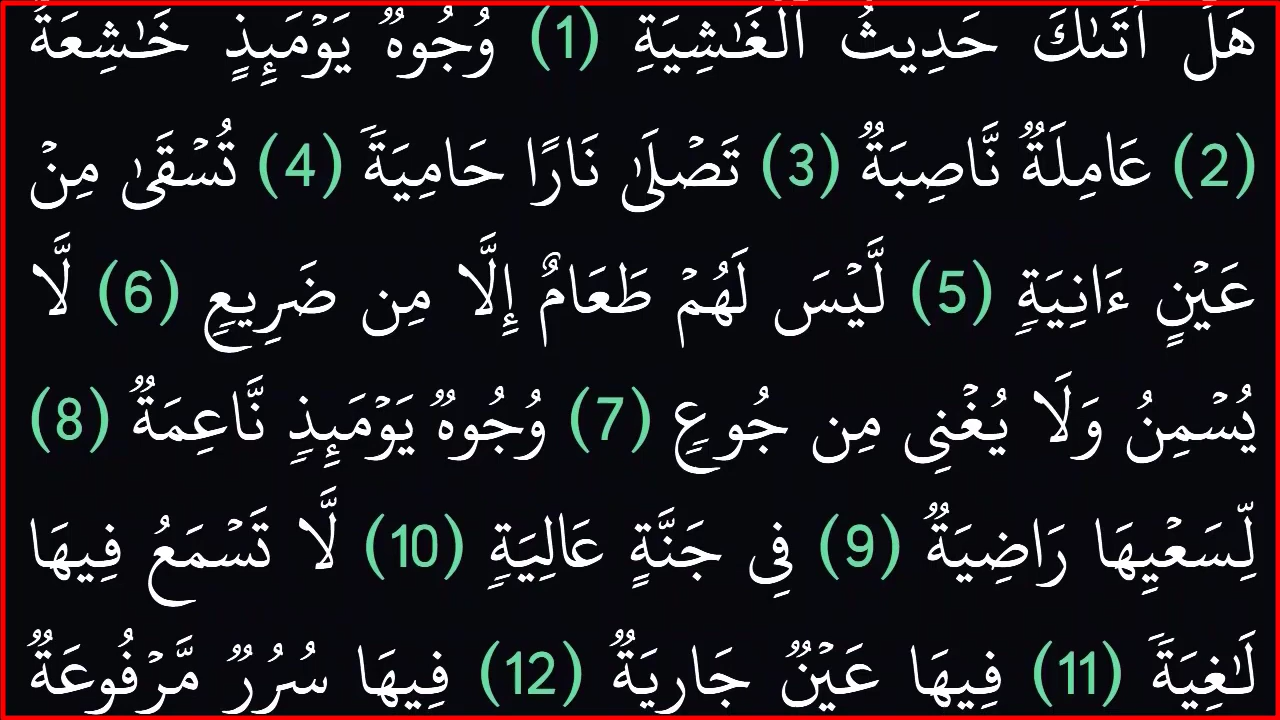 هَلْ أَتَىٰكَ حَدِيثُ ٱلْغَـٰشِيَةِ (1) وُجُوهٌ يَوْمَئِذٍ خَـٰشِعَةٌ
(2) عَامِلَةٌ نَّاصِبَةٌ (3) تَصْلَىٰ نَارًا حَامِيَةً (4) تُسْقَىٰ مِنْ
عَيْنٍ ءَانِيَةٍ (5) لَّيْسَ لَهُمْ طَعَامٌ إِلَّا مِن ضَرِيعٍ (6) لَّا
يُسْمِنُ وَلَا يُغْنِى مِن جُوعٍ (7) وُجُوهٌ يَوْمَئِذٍ نَّاعِمَةٌ (8)
لِّسَعْيِهَا رَاضِيَةٌ (9) فِى جَنَّةٍ عَالِيَةٍ (10) لَّا تَسْمَعُ فِيهَا
لَـٰغِيَةً (11) فِيهَا عَيْنٌ جَارِيَةٌ (12) فِيهَا سُرُرٌ مَّرْفُوعَةٌ